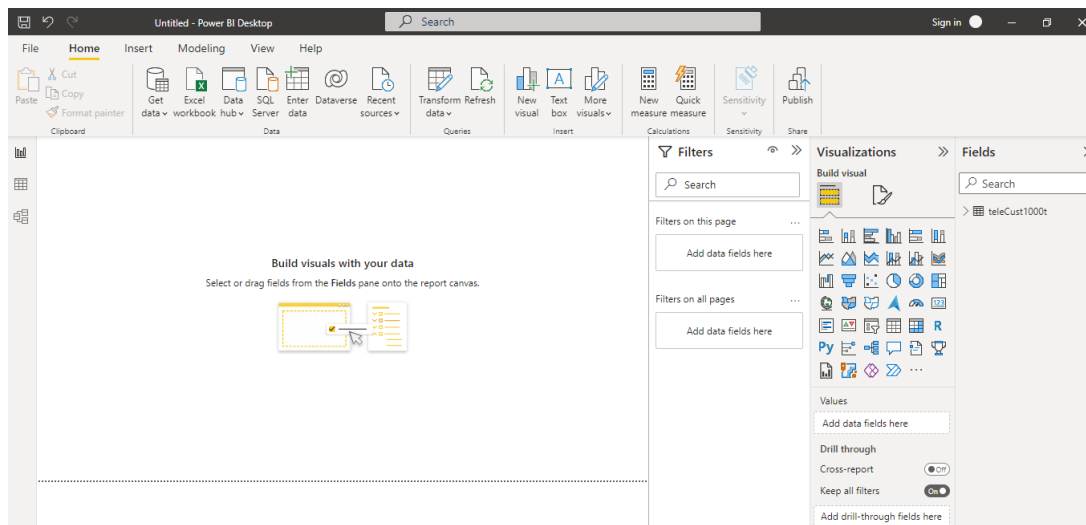 Untitled - Power BI Desktop
Search
Sign in
File Home Insert Modeling View Help
Paste
Cut
Copy
Format painter
Clipboard
Get data
Excel workbook
Data hub
SQL Server
Enter data
Dataverse
Recent sources
Data
Transform data
Refresh
Queries
New visual
Text box
More visuals
Insert
New measure
Quick measure
Calculations
Sensitivity
Sensitivity
Publish
Share
Build visuals with your data
Select or drag fields from the Fields pane onto the report canvas.
Filters
Search
Filters on this page
Add data fields here
Filters on all pages
Add data fields here
Visualizations
Build visual
123
R
Py
Values
Add data fields here
Drill through
Cross-report
Off
Keep all filters
On
Add drill-through fields here
Fields
Search
teleCust1000t